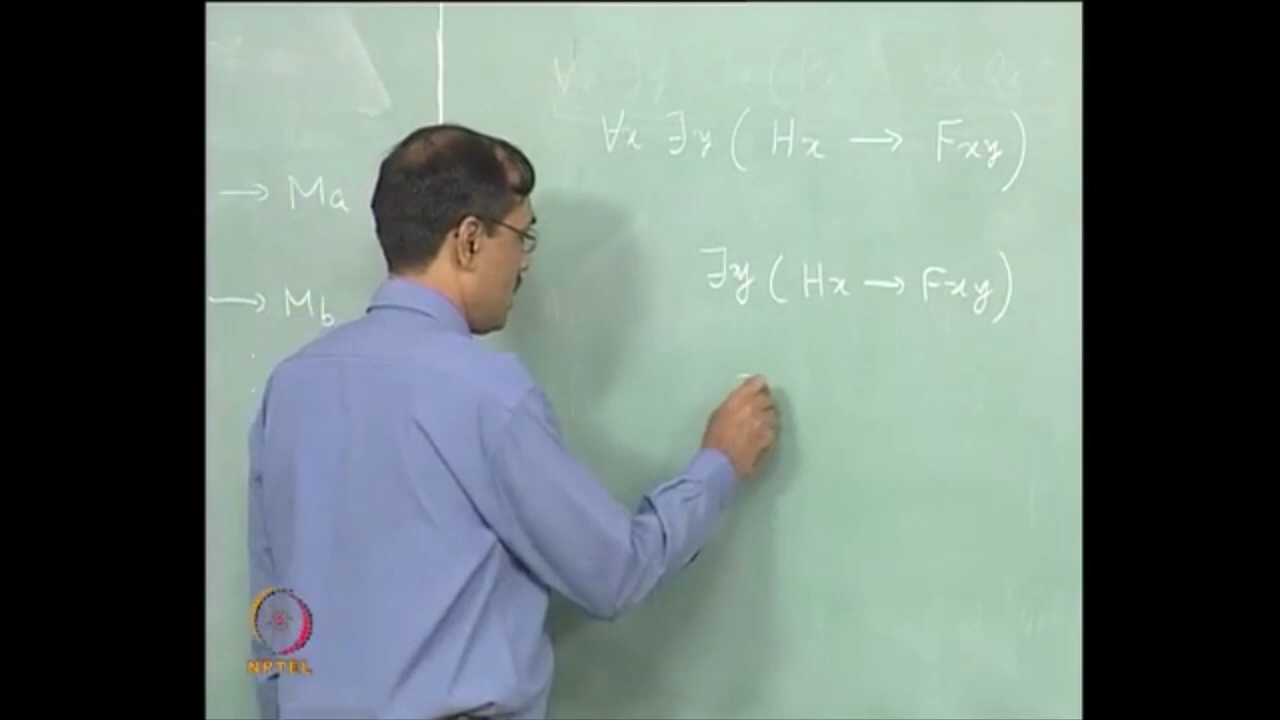 ∀x ∃y ( Hx → Fxy )
→ Ma
∃y ( Hx → Fxy )
→ Mb
NPTEL